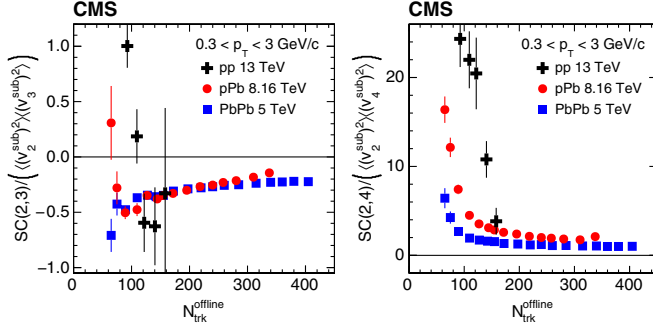 CMS
0.3 < p_T < 3 GeV/c
pp 13 TeV
pPb 8.16 TeV
PbPb 5 TeV
1.0
0.5
0.0
−0.5
−1.0
SC(2,3)/( ⟨(v_2^sub)^2⟩⟨(v_3^sub)^2⟩ )
0 100 200 300 400
N_trk^offline
CMS
0.3 < p_T < 3 GeV/c
pp 13 TeV
pPb 8.16 TeV
PbPb 5 TeV
20
10
0
SC(2,4)/( ⟨(v_2^sub)^2⟩⟨(v_4^sub)^2⟩ )
0 100 200 300 400
N_trk^offline